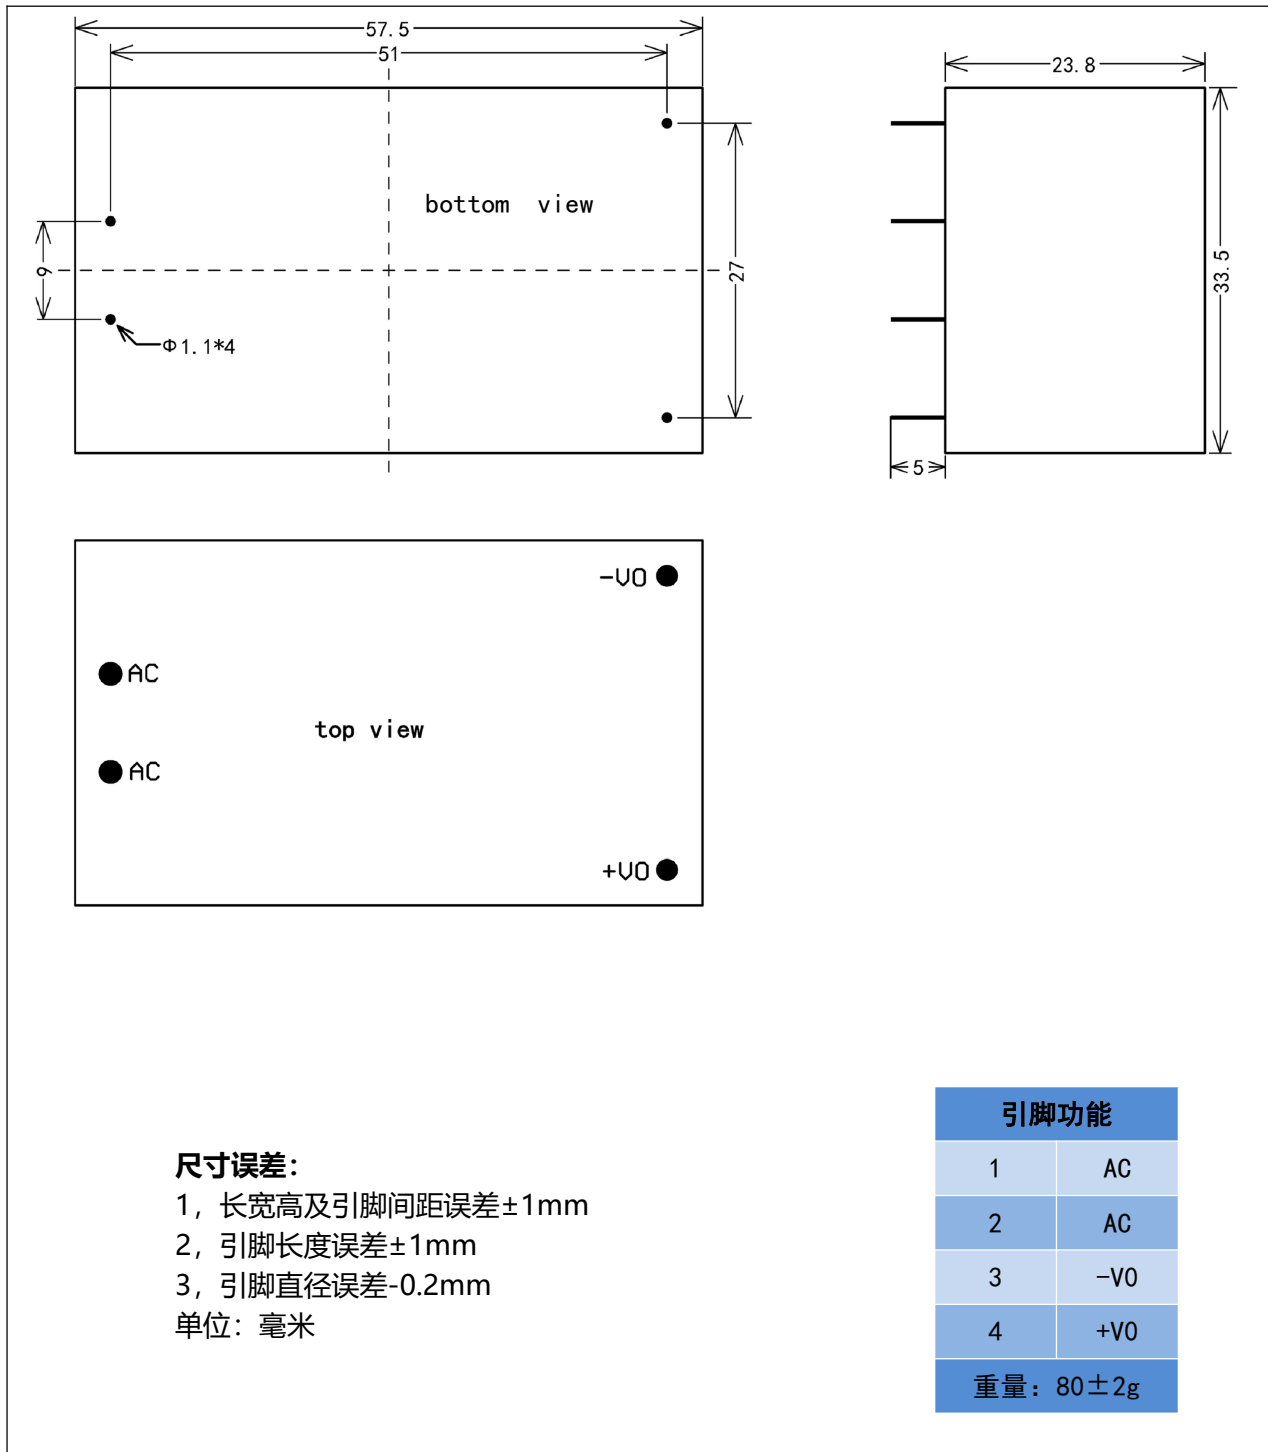 57.5
51
23.8
bottom view
9
27
33.5
Φ1.1*4
5
-VO
AC
top view
AC
+VO
引脚功能
1 AC
2 AC
3 -VO
4 +VO
重量：80±2g
尺寸误差：
1，长宽高及引脚间距误差±1mm
2，引脚长度误差±1mm
3，引脚直径误差-0.2mm
单位：毫米